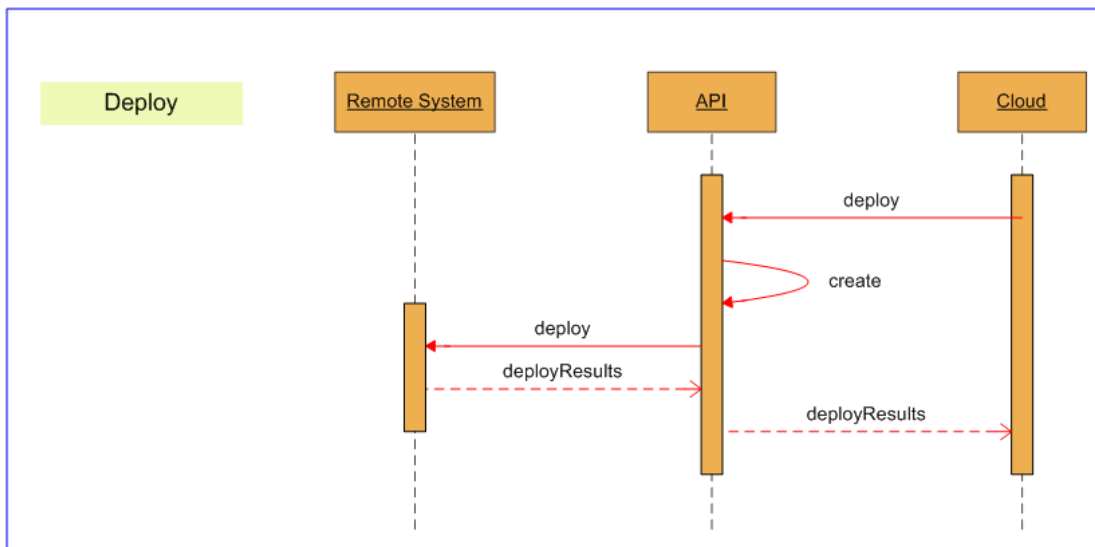 Deploy
Remote System
API
Cloud
deploy
create
deploy
deployResults
deployResults